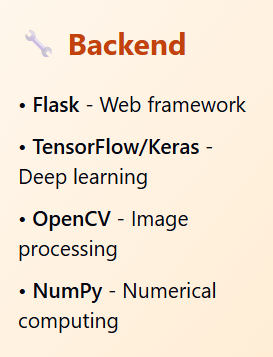 🔧 Backend
• Flask - Web framework
• TensorFlow/Keras -
Deep learning
• OpenCV - Image
processing
• NumPy - Numerical
computing